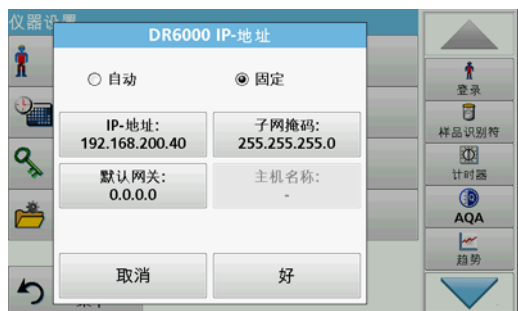 仪器设
DR6000 IP-地址
自动
固定
IP-地址:
192.168.200.40
子网掩码:
255.255.255.0
默认网关:
0.0.0.0
主机名称:
-
取消
好
登录
样品识别符
计时器
AQA
趋势